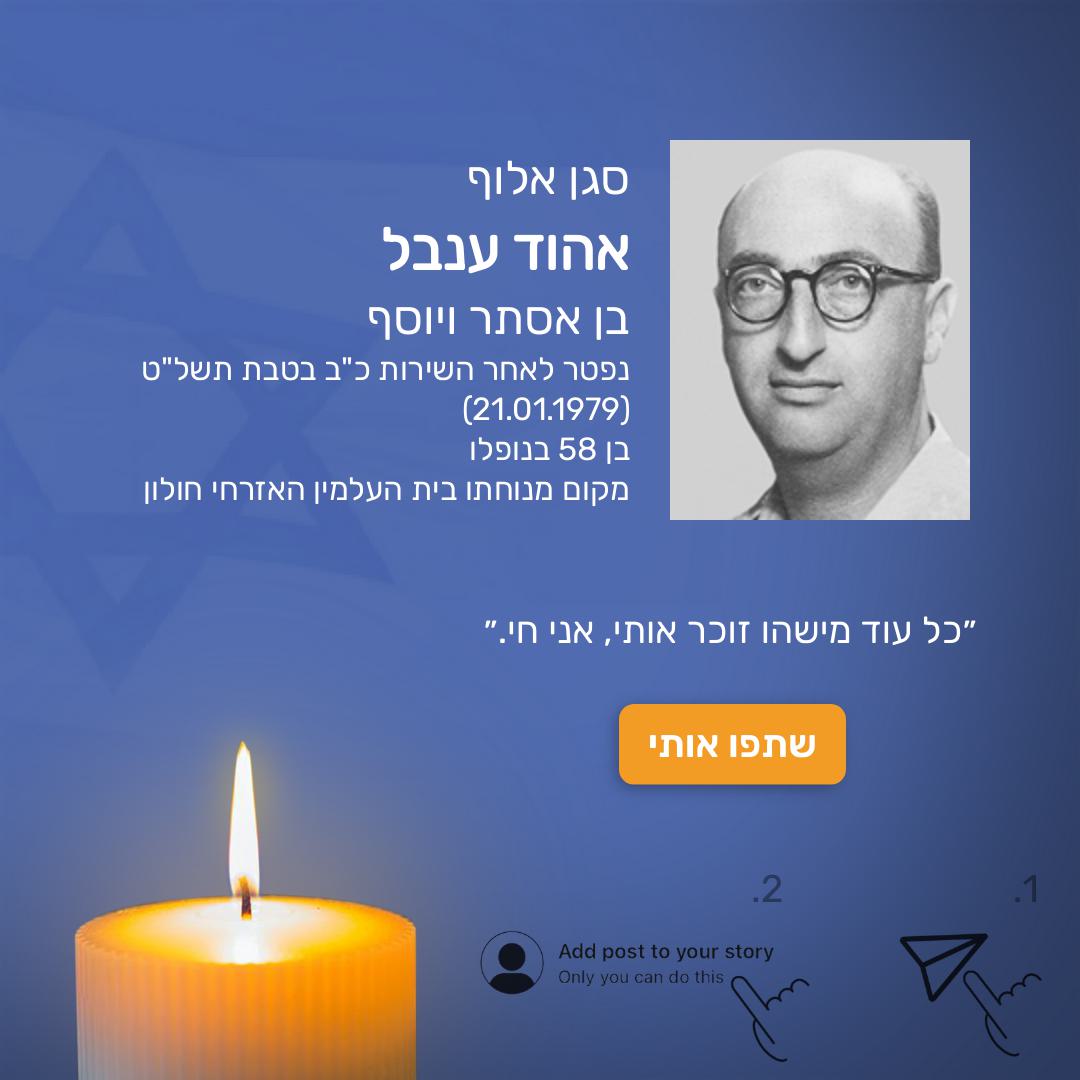 סגן אלוף
אהוד ענבל
בן אסתר ויוסף
נפטר לאחר השירות כ"ב בטבת תשל"ט
(21.01.1979)
בן 58 בנופלו
מקום מנוחתו בית העלמין האזרחי חולון
״כל עוד מישהו זוכר אותי, אני חי.״
שתפו אותי
.1
.2
Add post to your story
Only you can do this